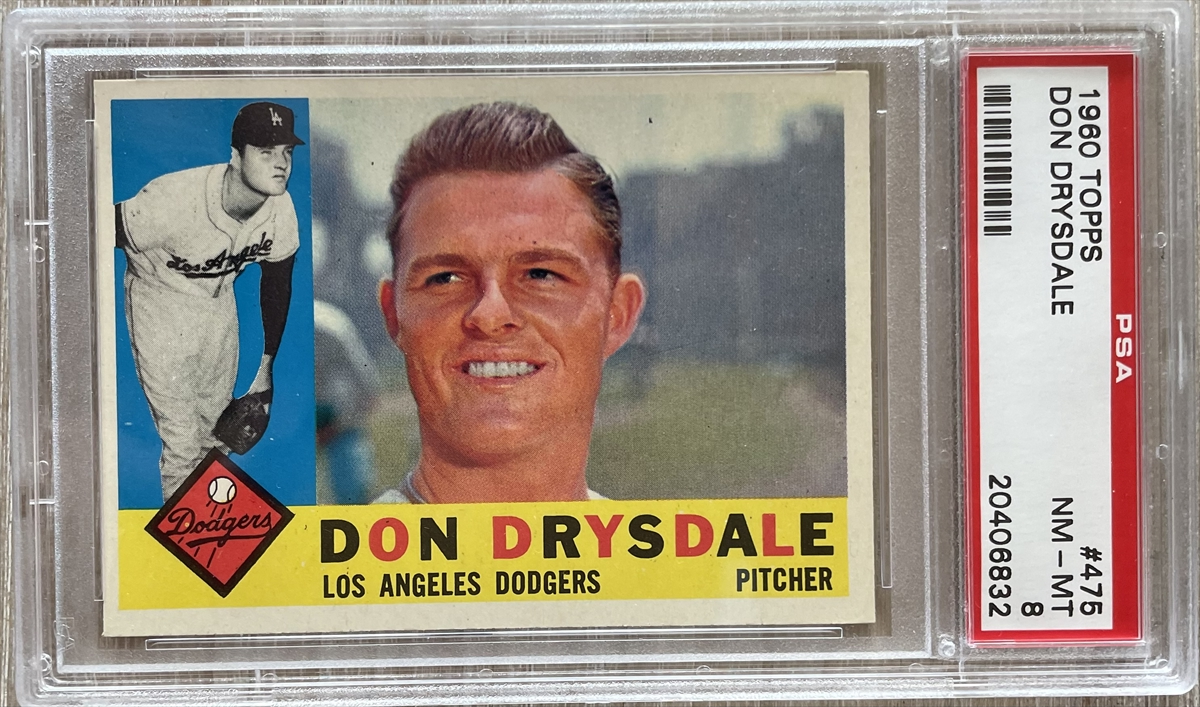 LA
Los Angele
Dodgers
DON DRYSDALE
LOS ANGELES DODGERS
PITCHER
PSA
1960 TOPPS
#475
DON DRYSDALE
NM - MT
8
20406832